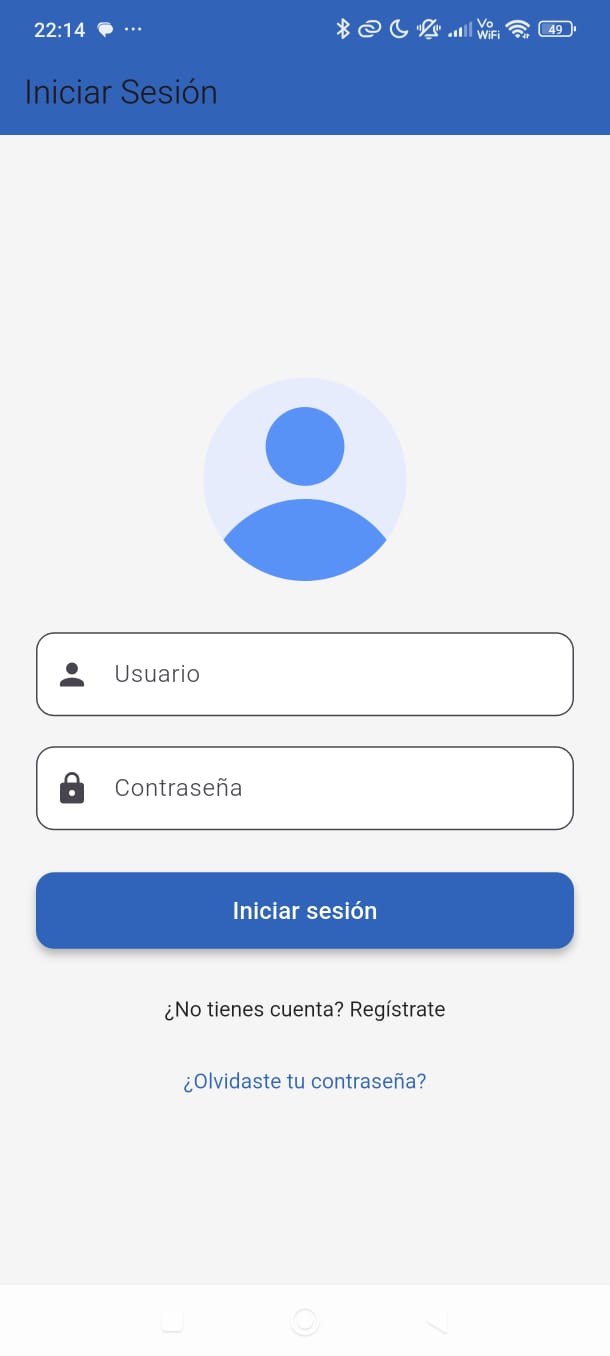 22:14
Vo
WiFi
49
Iniciar Sesión
Usuario
Contraseña
Iniciar sesión
¿No tienes cuenta? Regístrate
¿Olvidaste tu contraseña?